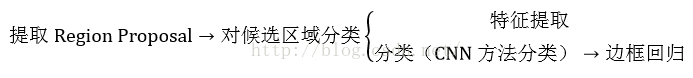 特征提取
提取 Region Proposal → 对候选区域分类{
分类（CNN 方法分类） → 边框回归